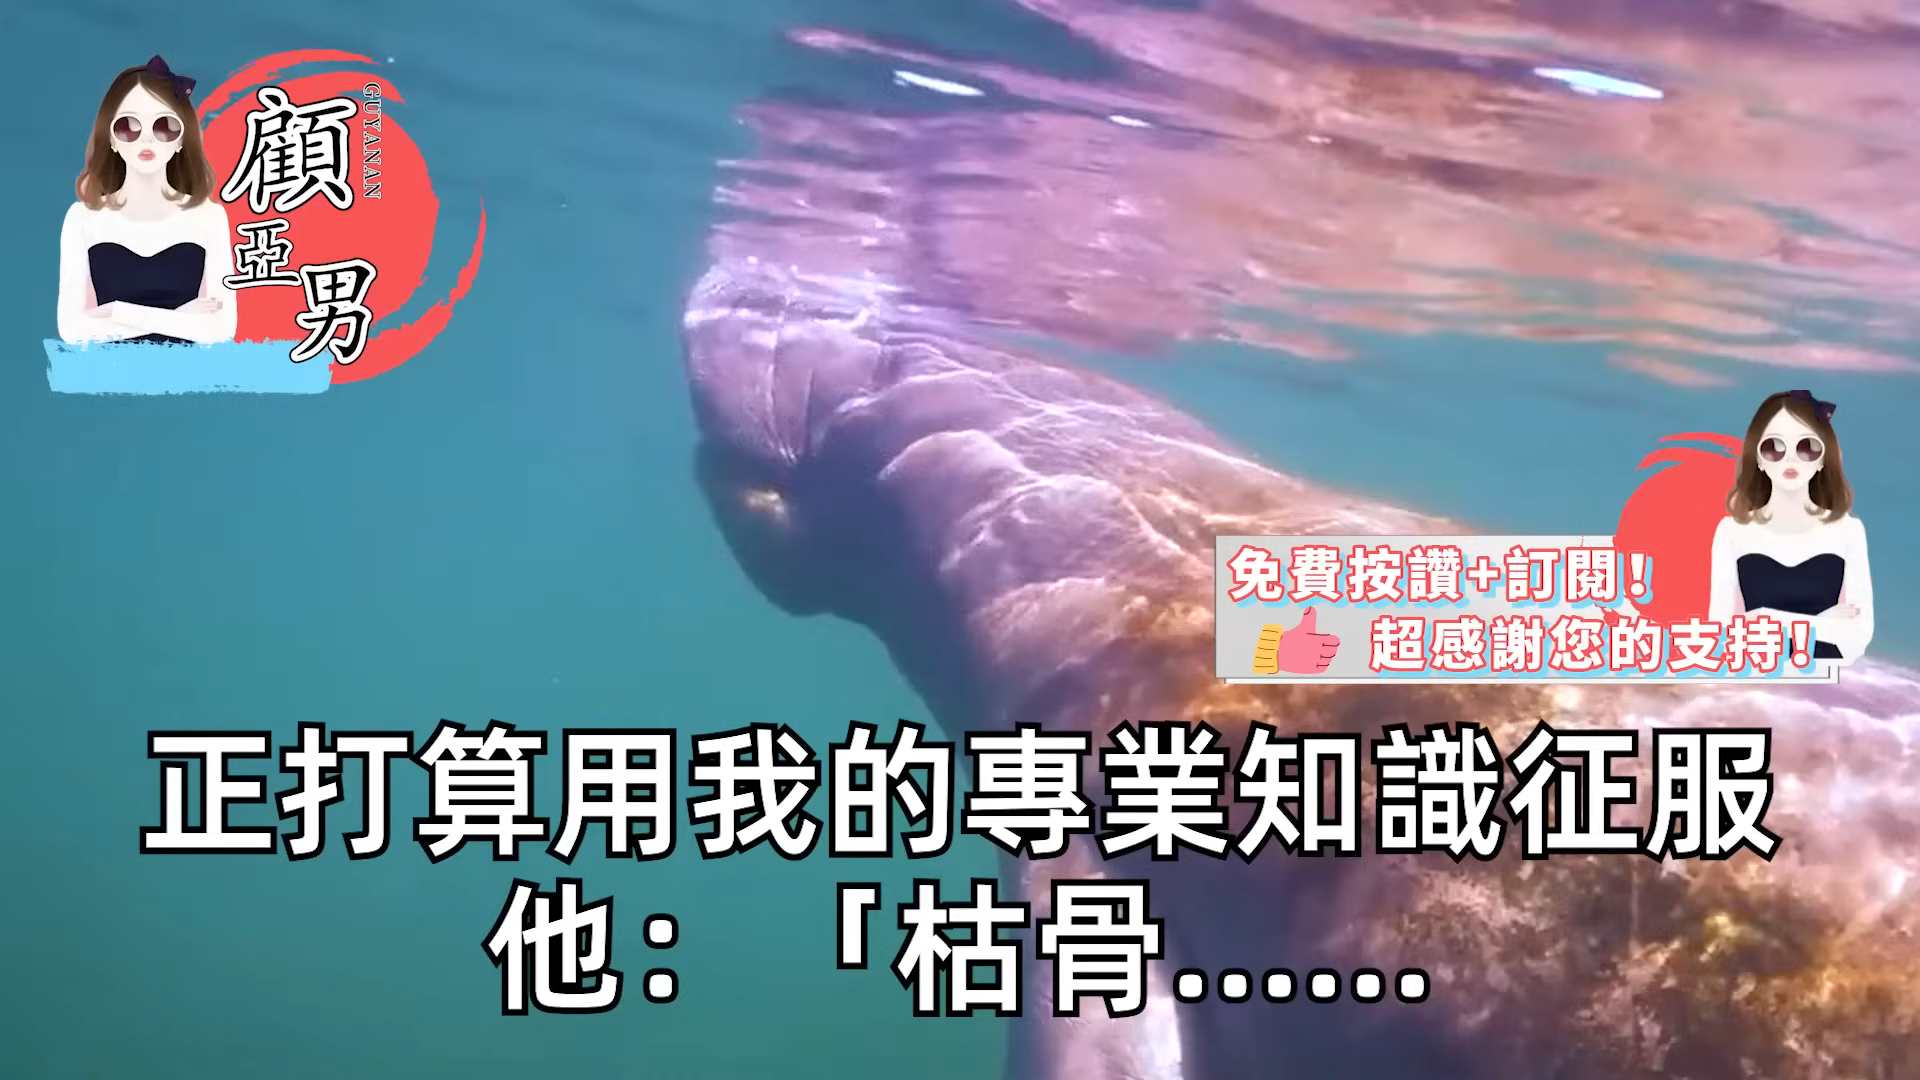 顧亞男
GUYANAN
免費按讚+訂閱!
超感謝您的支持!
正打算用我的專業知識征服
他：「枯骨......